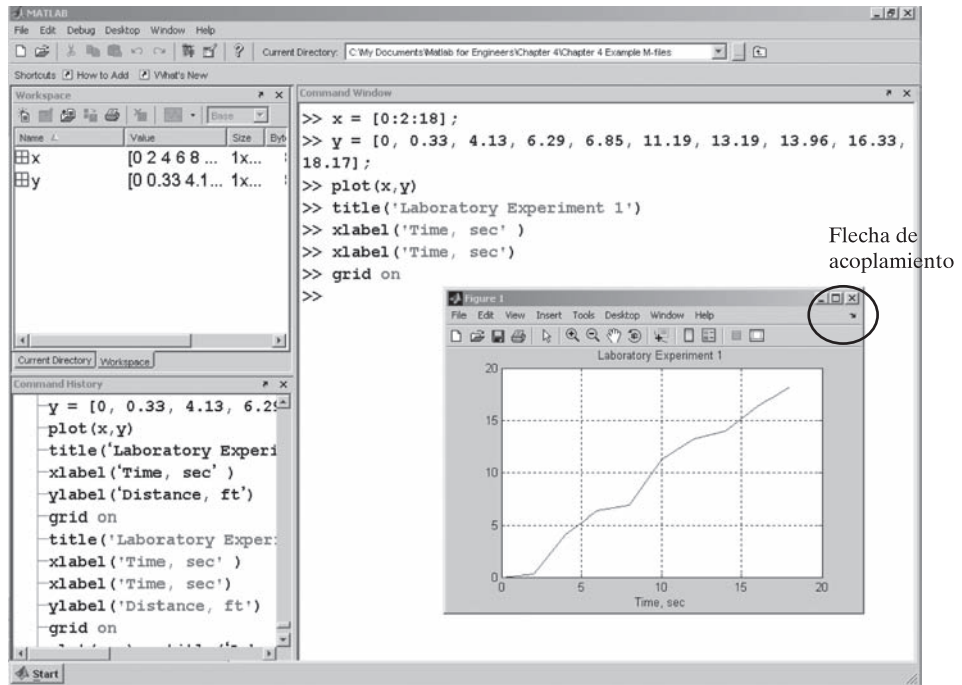 MATLAB
File Edit Debug Desktop Window Help
Current Directory: C:\My Documents\Matlab for Engineers\Chapter 4\Chapter 4 Example M-files
Shortcuts How to Add What's New
Workspace
Base
Name Value Size Byt
x [0 2 4 6 8 ... 1x...
y [0 0.33 4.1... 1x...
Current Directory Workspace
Command History
y = [0, 0.33, 4.13, 6.29
plot(x,y)
title('Laboratory Experi
xlabel('Time, sec' )
ylabel('Distance, ft')
grid on
title('Laboratory Exper
xlabel('Time, sec' )
xlabel('Time, sec')
ylabel('Distance, ft')
grid on
Command Window
>> x = [0:2:18];
>> y = [0, 0.33, 4.13, 6.29, 6.85, 11.19, 13.19, 13.96, 16.33,
18.17];
>> plot(x,y)
>> title('Laboratory Experiment 1')
>> xlabel('Time, sec' )
>> xlabel('Time, sec')
>> grid on
>>
Flecha de
acoplamiento
Figure 1
File Edit View Insert Tools Desktop Window Help
Laboratory Experiment 1
20
15
10
5
0
0 5 10 15 20
Time, sec
Start